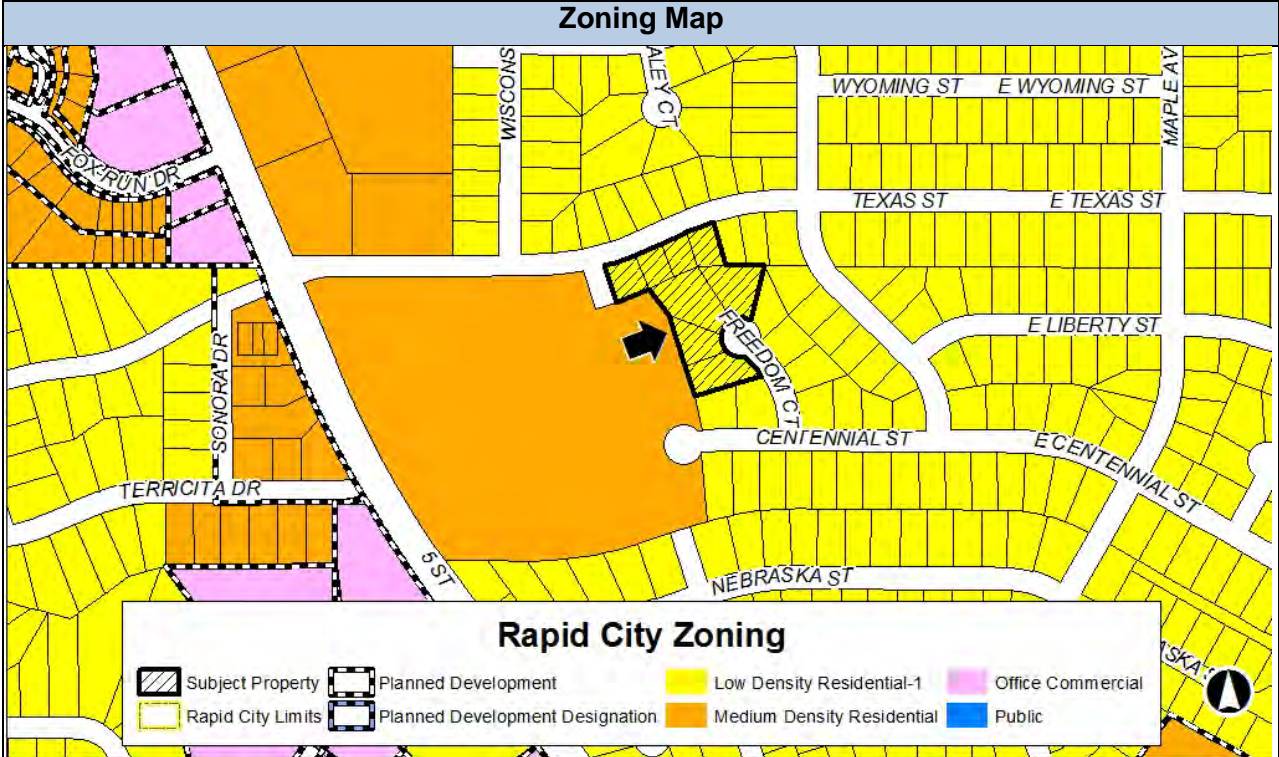 Zoning Map
WISCONS
ALEY CT
WYOMING ST
E WYOMING ST
MAPLE AV
OX RUN DR
TEXAS ST
E TEXAS ST
FREEDOM CT
E LIBERTY ST
SONORA DR
CENTENNIAL ST
E CENTENNIAL ST
TERRICITA DR
5 ST
NEBRASKA ST
ASKA S
Rapid City Zoning
Subject Property
Planned Development
Low Density Residential-1
Office Commercial
Rapid City Limits
Planned Development Designation
Medium Density Residential
Public